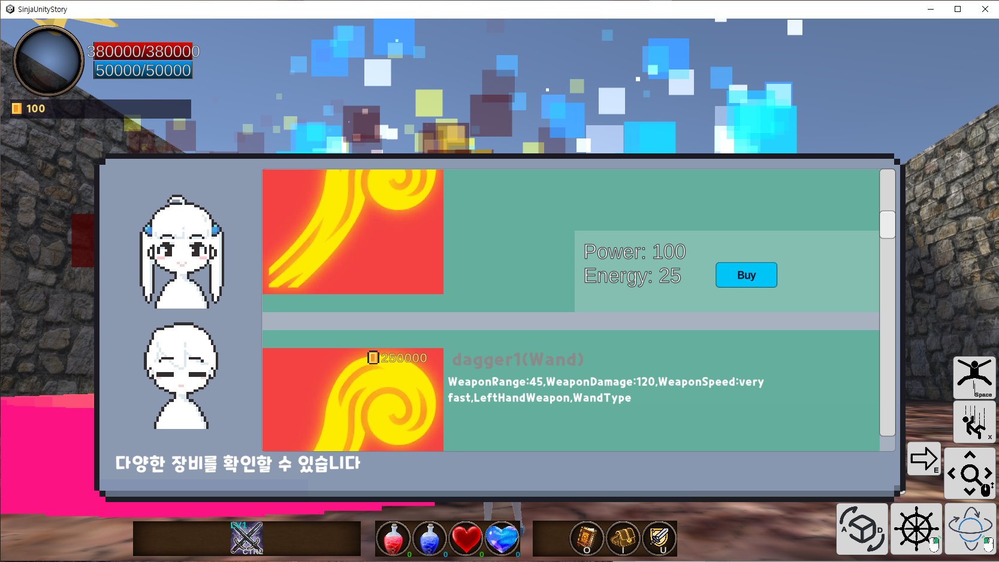 SinjaUnityStory
380000/380000
50000/50000
100
Power: 100
Energy: 25
Buy
250000
dagger1(Wand)
WeaponRange:45,WeaponDamage:120,WeaponSpeed:very
fast,LeftHandWeapon,WandType
다양한 장비를 확인할 수 있습니다
Space
X
E
A
D
LV1
CTRL
0
0
0
0
O
I
U